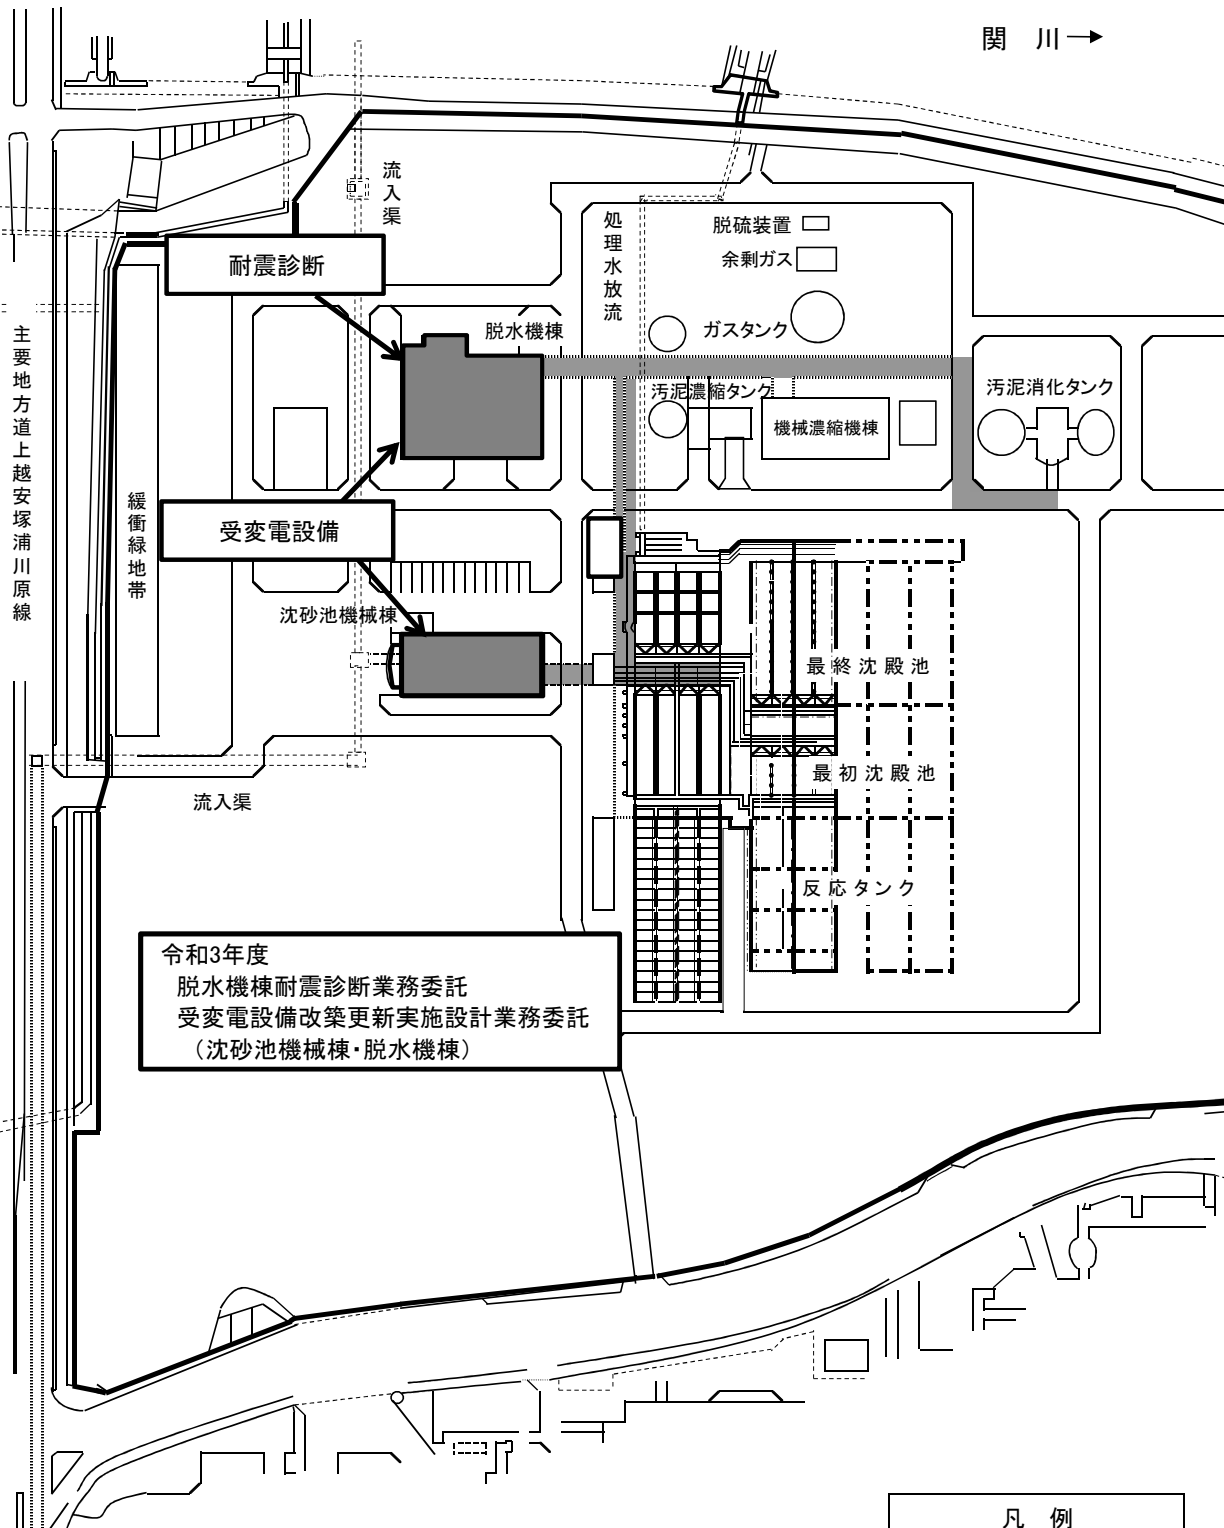 関 川
流入渠
処理水放流
脱硫装置
余剰ガス
耐震診断
脱水機棟
ガスタンク
主要地方道上越安塚浦川原線
汚泥濃縮タンク
汚泥消化タンク
機械濃縮機棟
緩衝緑地帯
受変電設備
沈砂池機械棟
最終沈殿池
最初沈殿池
流入渠
反応タンク
令和3年度
脱水機棟耐震診断業務委託
受変電設備改築更新実施設計業務委託
（沈砂池機械棟・脱水機棟）
凡 例